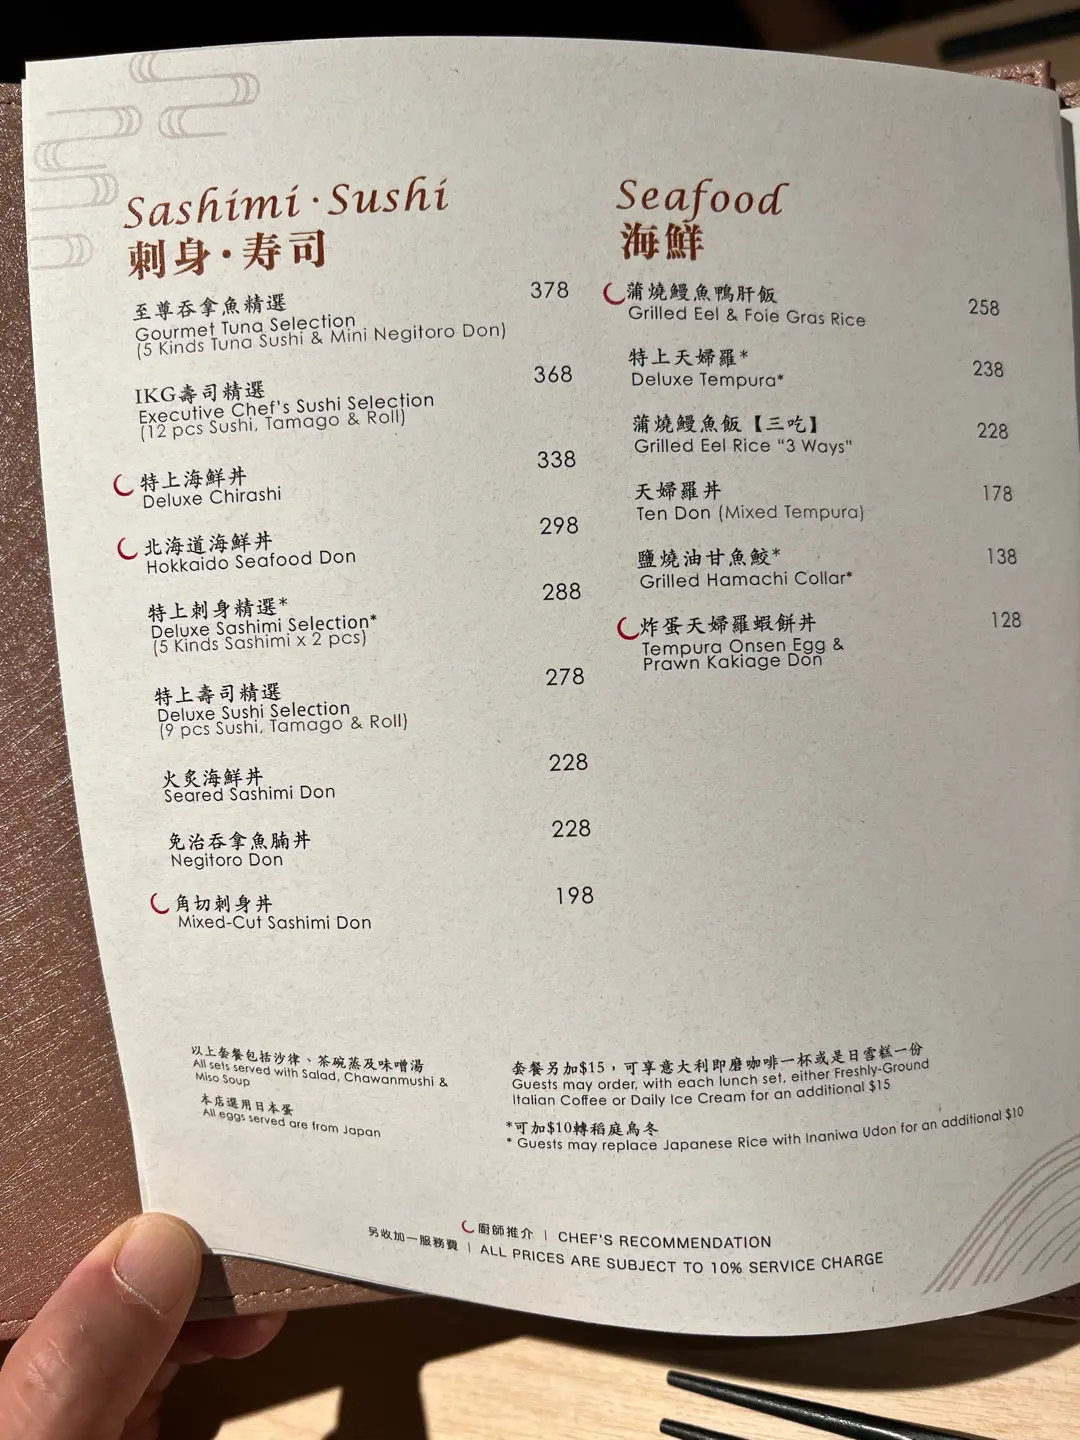 Sashimi · Sushi
刺身·寿司
至尊吞拿魚精選 378
Gourmet Tuna Selection
(5 Kinds Tuna Sushi & Mini Negitoro Don)
IKG壽司精選 368
Executive Chef's Sushi Selection
(12 pcs Sushi, Tamago & Roll)
特上海鮮丼 338
Deluxe Chirashi
北海道海鮮丼 298
Hokkaido Seafood Don
特上刺身精選* 288
Deluxe Sashimi Selection*
(5 Kinds Sashimi x 2 pcs)
特上壽司精選 278
Deluxe Sushi Selection
(9 pcs Sushi, Tamago & Roll)
火炙海鮮丼 228
Seared Sashimi Don
免治吞拿魚腩丼 228
Negitoro Don
角切刺身丼 198
Mixed-Cut Sashimi Don
Seafood
海鮮
蒲燒鰻魚鴨肝飯 258
Grilled Eel & Foie Gras Rice
特上天婦羅* 238
Deluxe Tempura*
蒲燒鰻魚飯【三吃】 228
Grilled Eel Rice "3 Ways"
天婦羅丼 178
Ten Don (Mixed Tempura)
鹽燒油甘魚鮫* 138
Grilled Hamachi Collar*
炸蛋天婦羅蝦餅丼 128
Tempura Onsen Egg &
Prawn Kakiage Don
以上套餐包括沙律、茶碗蒸及味噌湯
All sets served with Salad, Chawanmushi &
Miso Soup
本店選用日本蛋
All eggs served are from Japan
套餐另加$15，可享意大利即磨咖啡一杯或是日雪糕一份
Guests may order, with each lunch set, either Freshly-Ground
Italian Coffee or Daily Ice Cream for an additional $15
*可加$10轉稻庭烏冬
* Guests may replace Japanese Rice with Inaniwa Udon for an additional $10
廚師推介 | CHEF'S RECOMMENDATION
另收加一服務費 | ALL PRICES ARE SUBJECT TO 10% SERVICE CHARGE